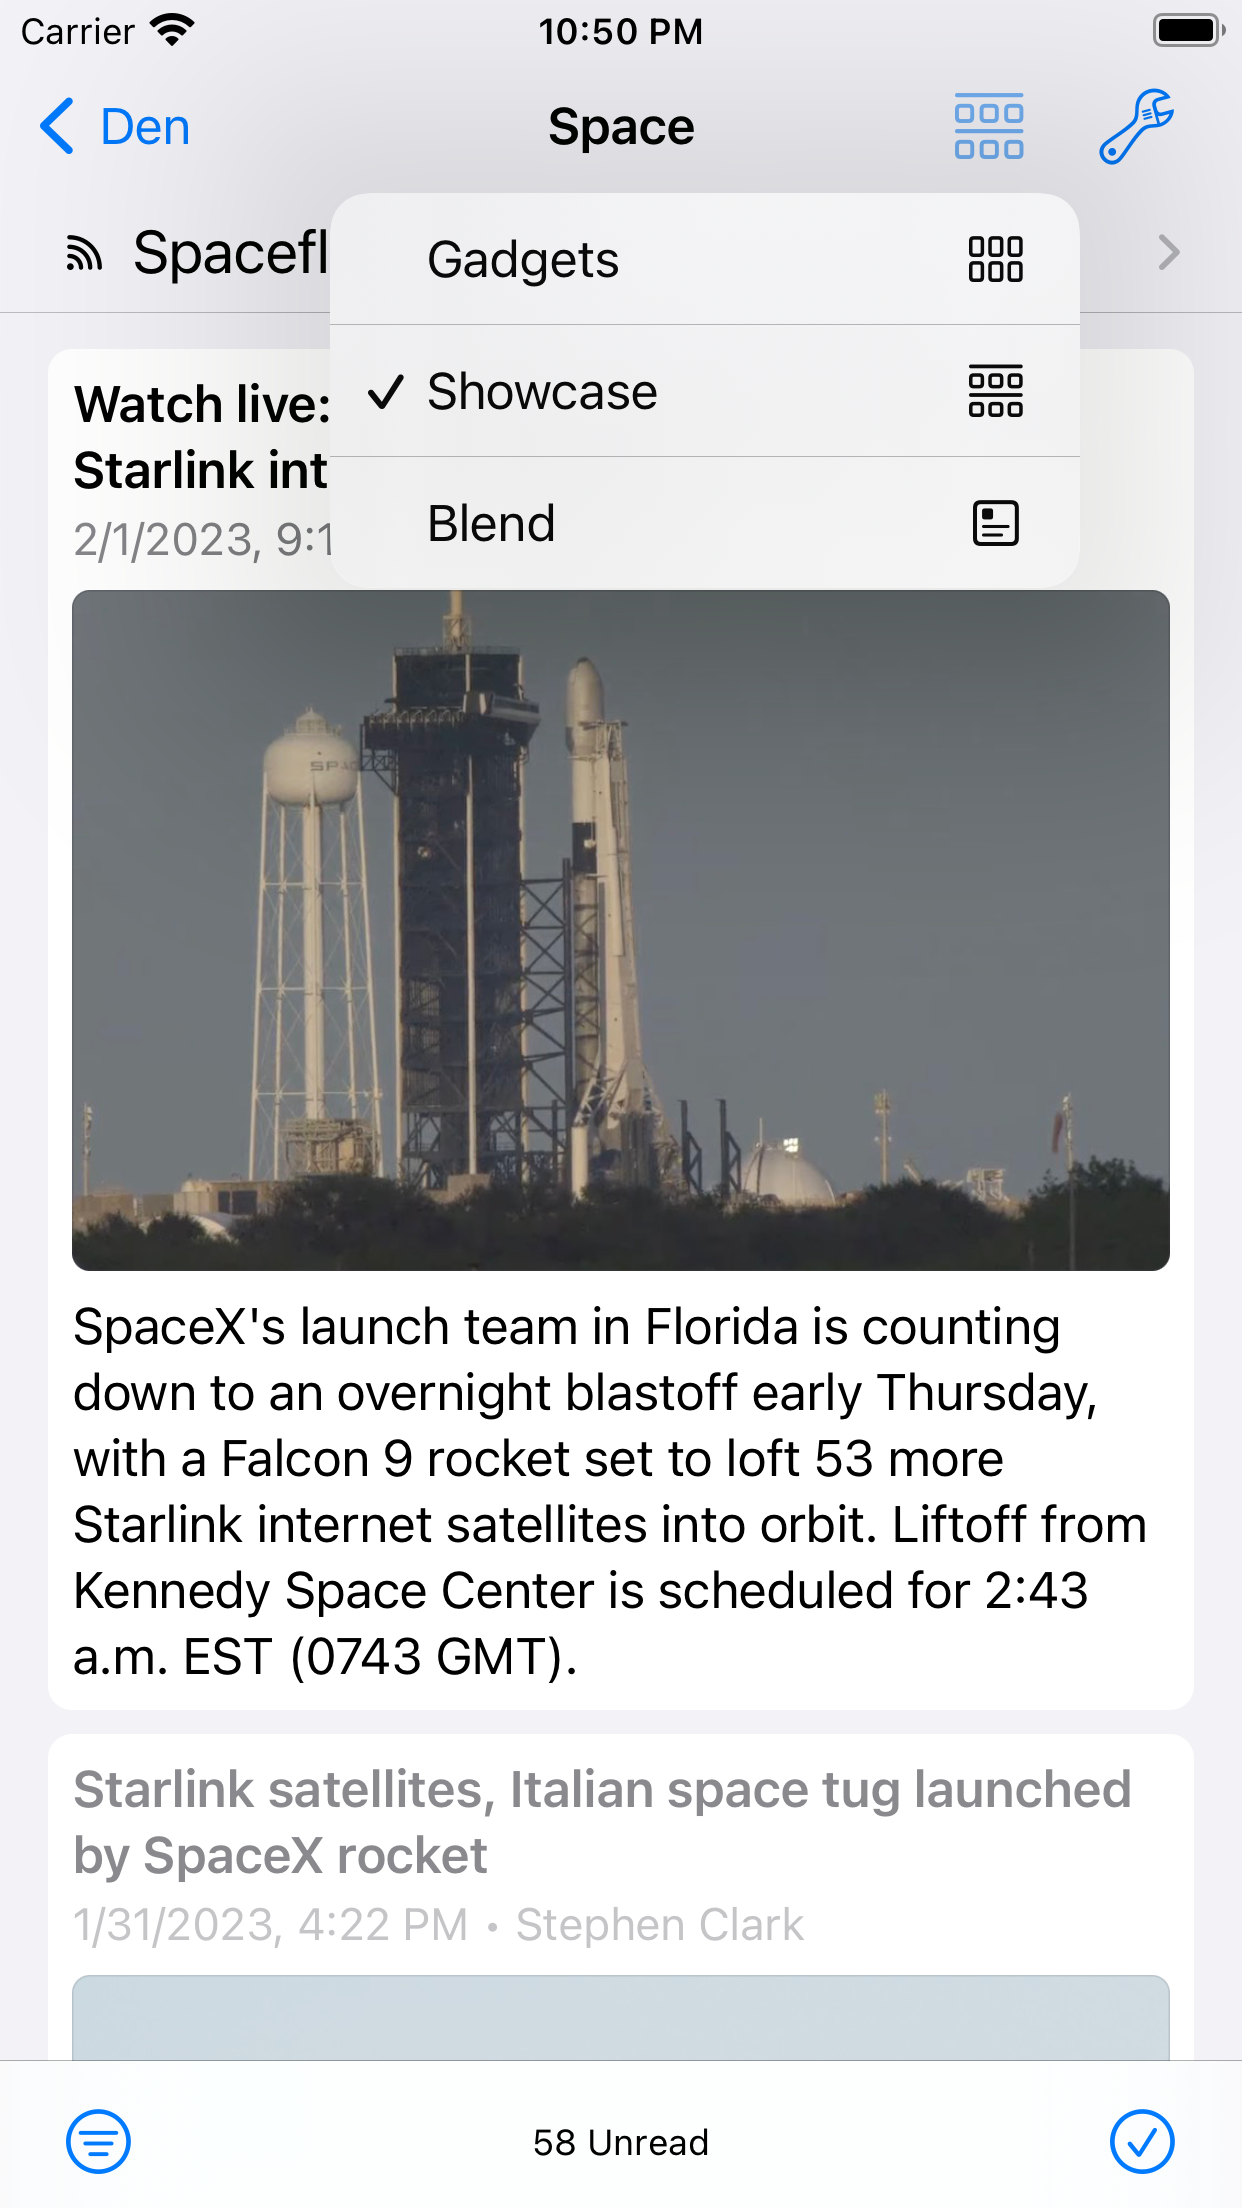 Carrier 10:50 PM
Den Space
Spacefl
Gadgets
Showcase
Blend
Watch live:
Starlink int
2/1/2023, 9:1
SpaceX's launch team in Florida is counting
down to an overnight blastoff early Thursday,
with a Falcon 9 rocket set to loft 53 more
Starlink internet satellites into orbit. Liftoff from
Kennedy Space Center is scheduled for 2:43
a.m. EST (0743 GMT).
Starlink satellites, Italian space tug launched
by SpaceX rocket
1/31/2023, 4:22 PM • Stephen Clark
58 Unread